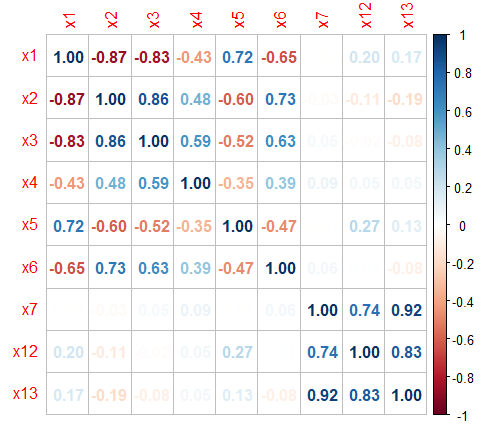 x1 x2 x3 x4 x5 x6 x7 x12 x13
x1 1.00 -0.87 -0.83 -0.43 0.72 -0.65 0.20 0.17 1
x2 -0.87 1.00 0.86 0.48 -0.60 0.73 -0.11 -0.19 0.8
x3 -0.83 0.86 1.00 0.59 -0.52 0.63 0.05 -0.08 0.6
x4 -0.43 0.48 0.59 1.00 -0.35 0.39 0.09 0.05 0.05 0.4
0.2
x5 0.72 -0.60 -0.52 -0.35 1.00 -0.47 0.27 0.13 0
x6 -0.65 0.73 0.63 0.39 -0.47 1.00 0.06 -0.08 -0.2
x7 0.05 0.09 0.06 1.00 0.74 0.92 -0.4
-0.6
x12 0.20 -0.11 0.05 0.27 0.74 1.00 0.83
-0.8
x13 0.17 -0.19 -0.08 0.05 0.13 -0.08 0.92 0.83 1.00
-1